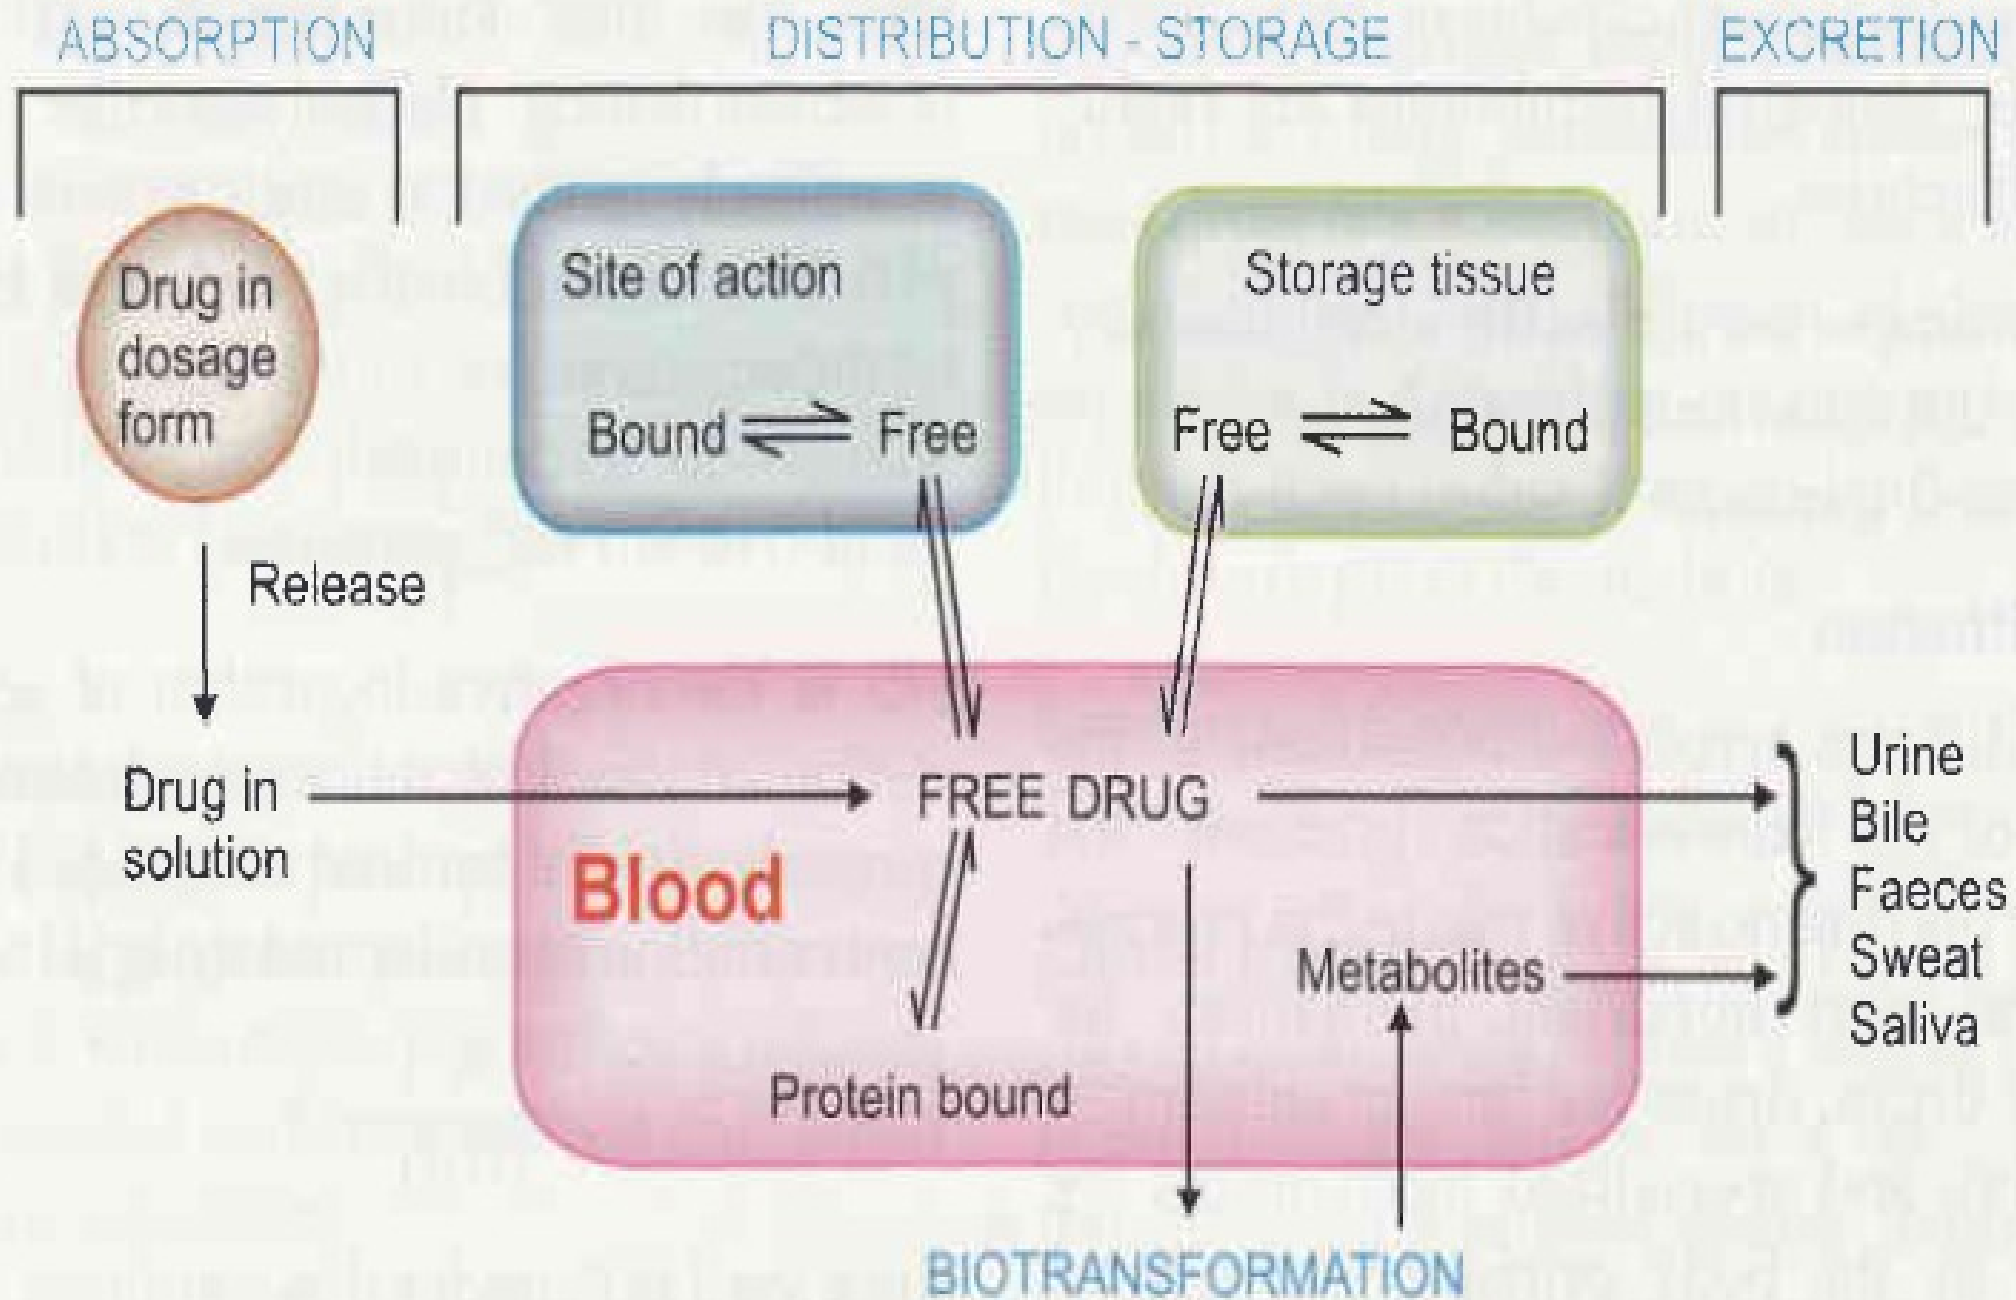 ABSORPTION
DISTRIBUTION - STORAGE
EXCRETION
Drug in
dosage
form
Release
Drug in
solution
Site of action
Bound
Free
Storage tissue
Free
Bound
FREE DRUG
Blood
Protein bound
Metabolites
BIOTRANSFORMATION
Urine
Bile
Faeces
Sweat
Saliva